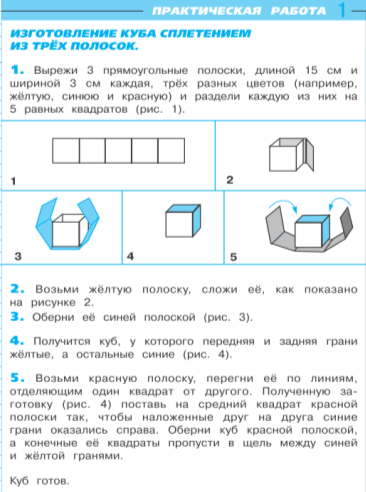 ПРАКТИЧЕСКАЯ РАБОТА 1
ИЗГОТОВЛЕНИЕ КУБА СПЛЕТЕНИЕМ
ИЗ ТРЁХ ПОЛОСОК.
1. Вырежи 3 прямоугольные полоски, длиной 15 см и
шириной 3 см каждая, трёх разных цветов (например,
жёлтую, синюю и красную) и раздели каждую из них на
5 равных квадратов (рис. 1).
1
2
3
4
5
2. Возьми жёлтую полоску, сложи её, как показано
на рисунке 2.
3. Оберни её синей полоской (рис. 3).
4. Получится куб, у которого передняя и задняя грани
жёлтые, а остальные синие (рис. 4).
5. Возьми красную полоску, перегни её по линиям,
отделяющим один квадрат от другого. Полученную за-
готовку (рис. 4) поставь на средний квадрат красной
полоски так, чтобы наложенные друг на друга синие
грани оказались справа. Оберни куб красной полоской,
а конечные её квадраты пропусти в щель между синей
и жёлтой гранями.
Куб готов.